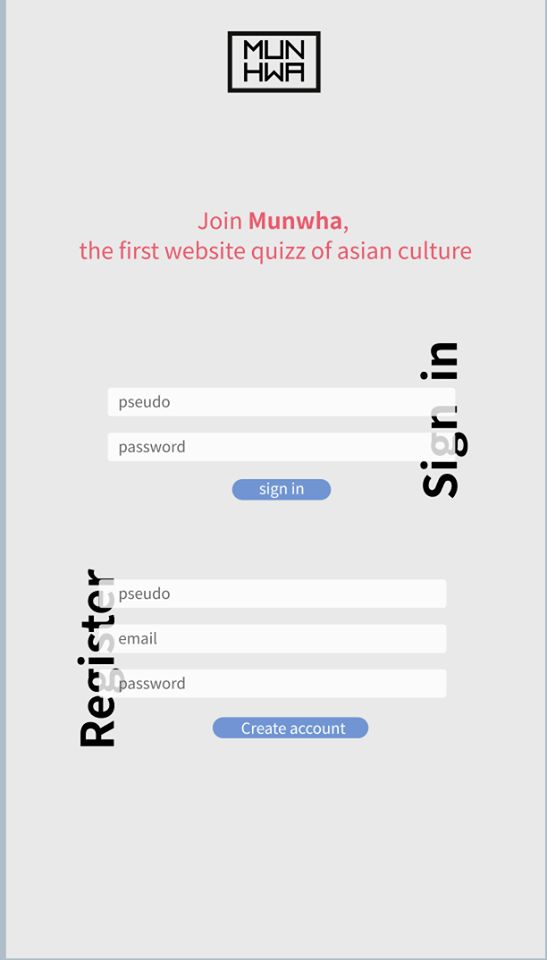 MUN
HWA
Join Munwha,
the first website quizz of asian culture
Sign in
pseudo
password
sign in
Register
pseudo
email
password
Create account